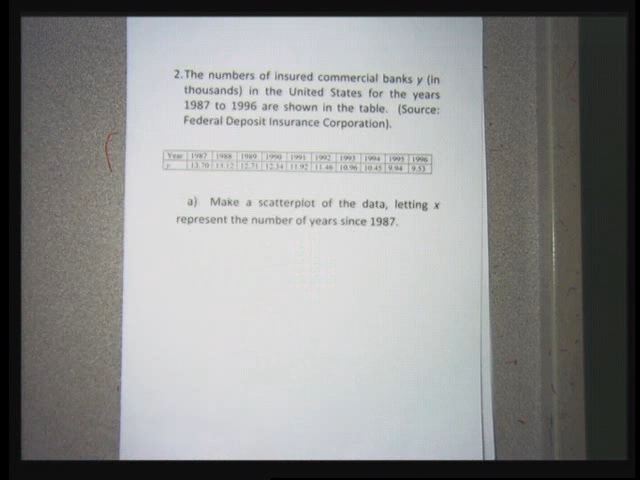 2.The numbers of insured commercial banks y (in
thousands) in the United States for the years
1987 to 1996 are shown in the table. (Source:
Federal Deposit Insurance Corporation).
Year 1987 1988 1989 1990 1991 1992 1993 1994 1995 1996
y 13.70 13.12 12.71 12.34 11.92 11.46 10.96 10.45 9.94 9.53
a) Make a scatterplot of the data, letting x
represent the number of years since 1987.